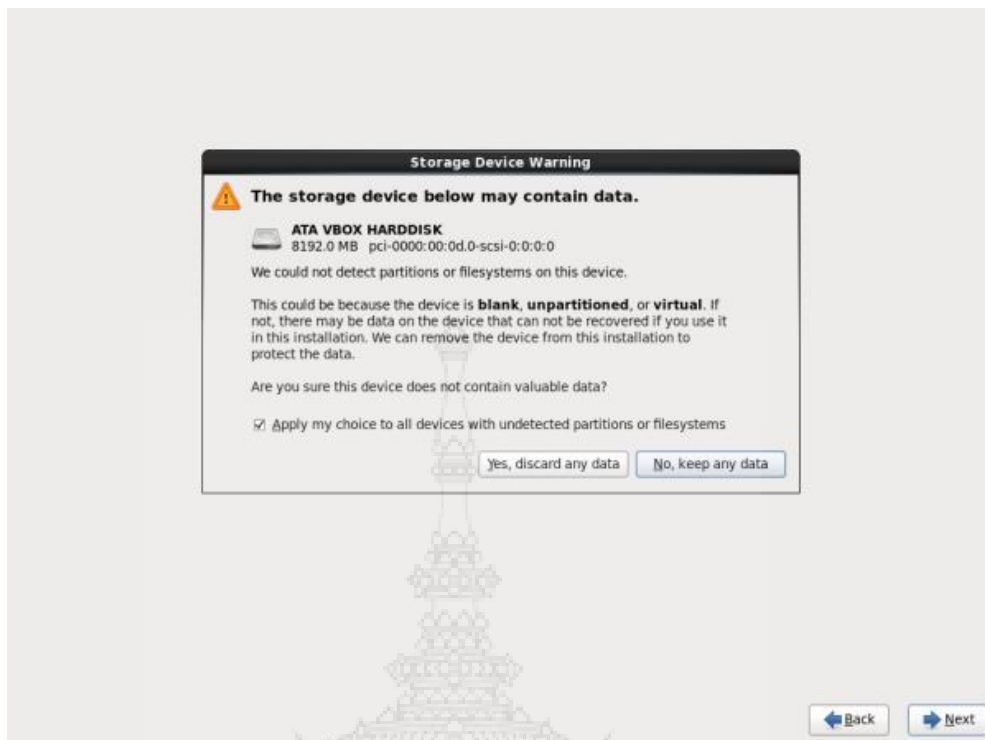 Storage Device Warning
The storage device below may contain data.
ATA VBOX HARDDISK
8192.0 MB pci-0000:00:0d.0-scsi-0:0:0:0
We could not detect partitions or filesystems on this device.
This could be because the device is blank, unpartitioned, or virtual. If
not, there may be data on the device that can not be recovered if you use it
in this installation. We can remove the device from this installation to
protect the data.
Are you sure this device does not contain valuable data?
Apply my choice to all devices with undetected partitions or filesystems
Yes, discard any data No, keep any data
Back Next